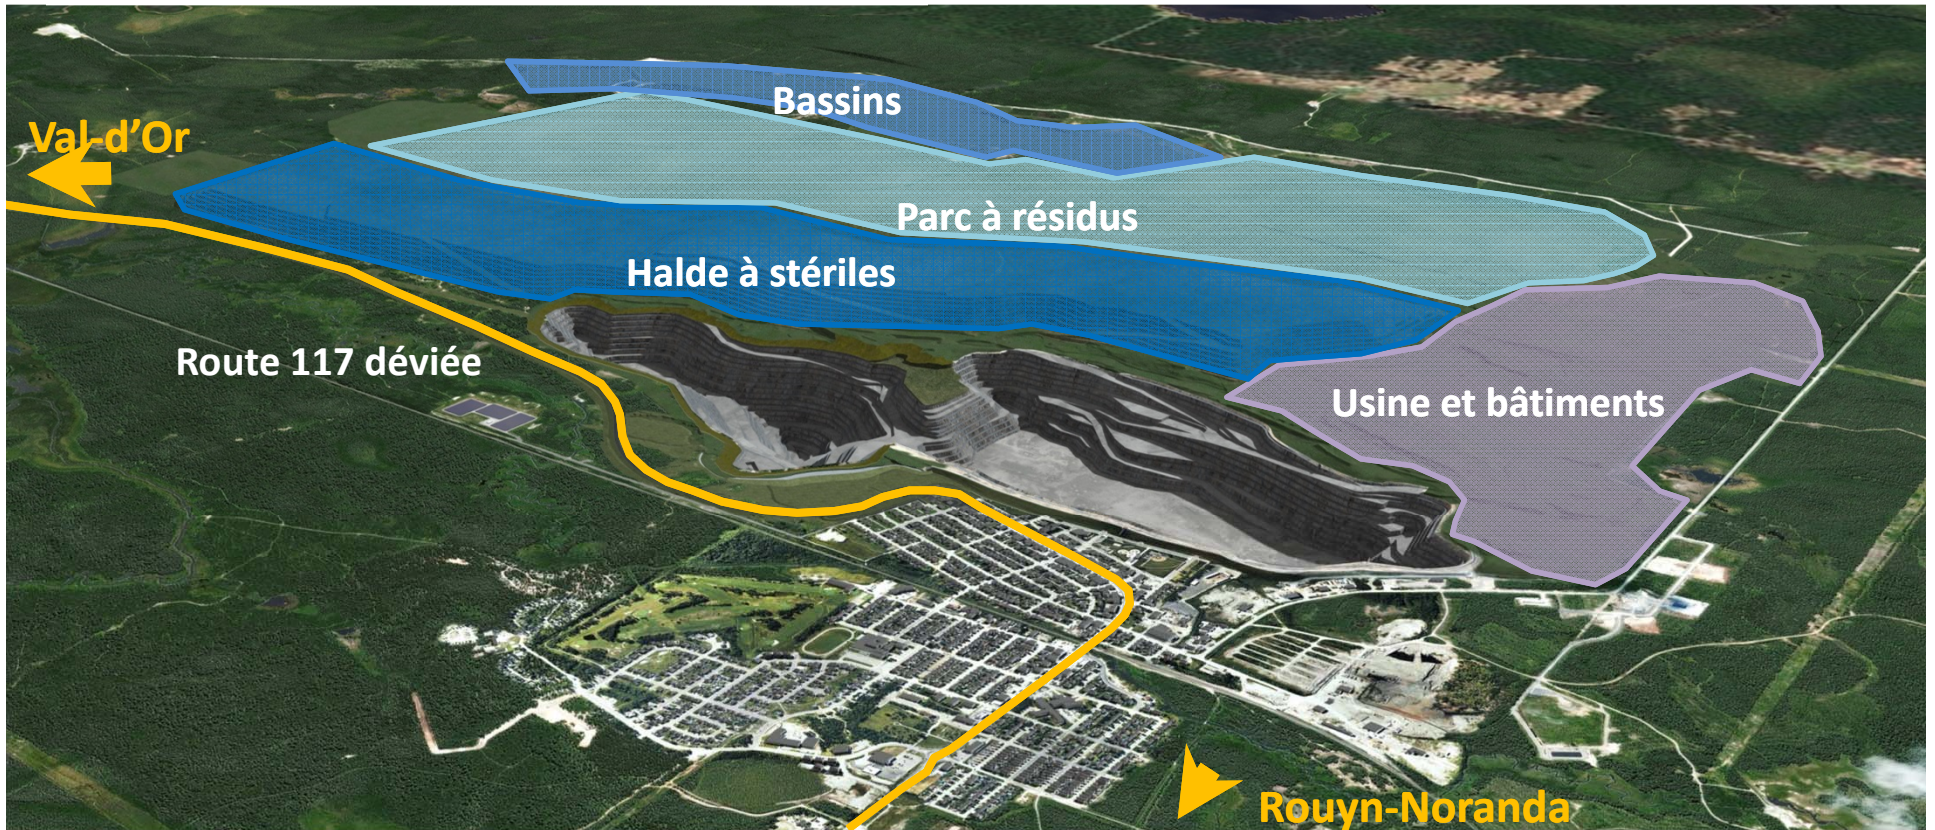 Bassins
Val-d’Or
Parc à résidus
Halde à stériles
Route 117 déviée
Usine et bâtiments
Rouyn-Noranda